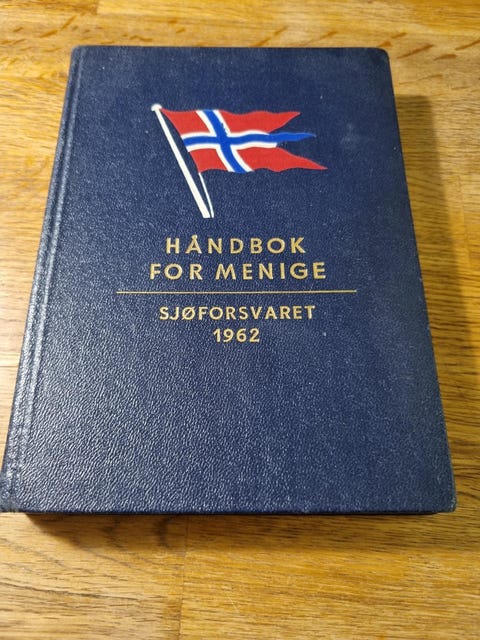 HÅNDBOK
FOR MENIGE
SJØFORSVARET
1962